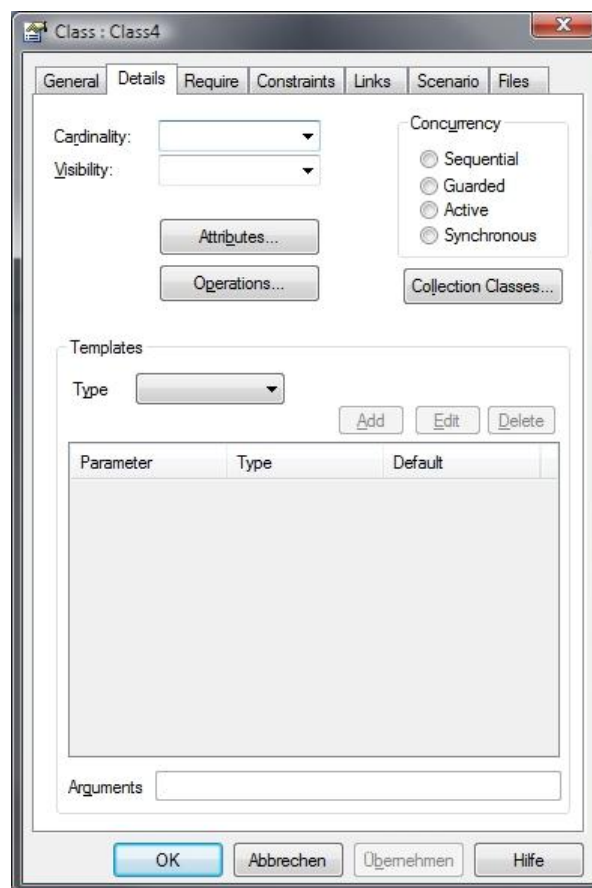 Class : Class4
General Details Require Constraints Links Scenario Files
Cardinality:
Visibility:
Attributes...
Operations...
Concurrency
Sequential
Guarded
Active
Synchronous
Collection Classes...
Templates
Type
Add Edit Delete
Parameter Type Default
Arguments
OK Abbrechen Übernehmen Hilfe